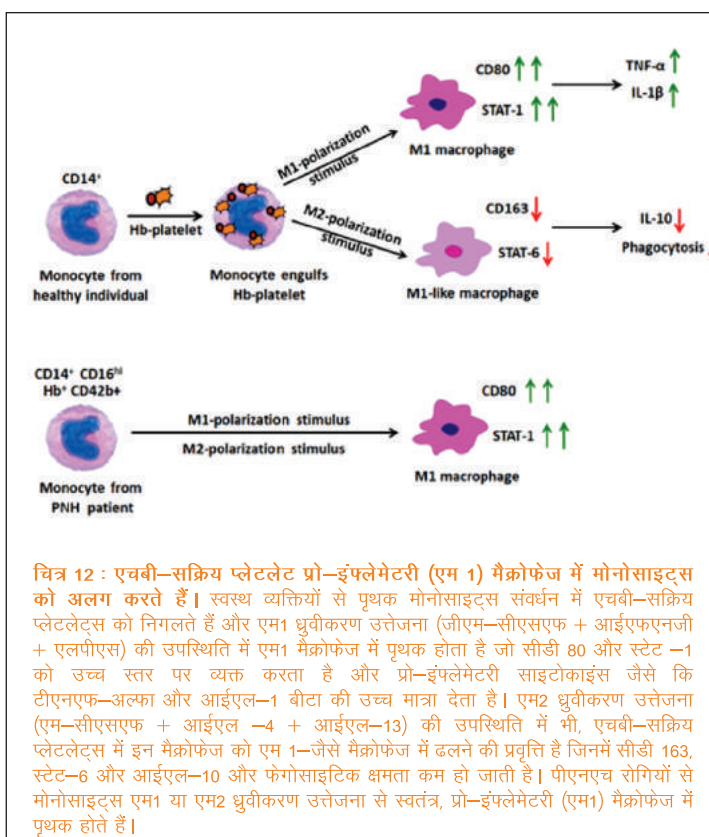 CD80 ↑ ↑
STAT-1 ↑ ↑
M1 macrophage
TNF-α ↑
IL-1β ↑
M1-polarization
stimulus
CD14⁺
Hb-platelet
Monocyte from
healthy individual
Monocyte engulfs
Hb-platelet
M2-polarization
stimulus
CD163 ↓
STAT-6 ↓
M1-like macrophage
IL-10 ↓
Phagocytosis
CD14⁺ CD16ʰⁱ
Hb⁺ CD42b+
Monocyte from
PNH patient
M1-polarization stimulus
M2-polarization stimulus
CD80 ↑ ↑
STAT-1 ↑ ↑
M1 macrophage
चित्र 12 : एचबी–सक्रिय प्लेटलेट प्रो–इंफ्लेमेटरी (एम 1) मैक्रोफेज में मोनोसाइट्स
को अलग करते हैं। स्वस्थ व्यक्तियों से पृथक मोनोसाइट्स संवर्धन में एचबी–सक्रिय
प्लेटलेट्स को निगलते हैं और एम1 ध्रुवीकरण उत्तेजना (जीएम–सीएसएफ + आईएफएनजी
+ एलपीएस) की उपस्थिति में एम1 मैक्रोफेज में पृथक होता है जो सीडी 80 और स्टेट –1
को उच्च स्तर पर व्यक्त करता है और प्रो–इंफ्लेमेटरी साइटोकाइंस जैसे कि
टीएनएफ–अल्फा और आईएल–1 बीटा की उच्च मात्रा देता है। एम2 ध्रुवीकरण उत्तेजना
(एम–सीएसएफ + आईएल –4 + आईएल–13) की उपस्थिति में भी, एचबी–सक्रिय
प्लेटलेट्स में इन मैक्रोफेज को एम 1–जैसे मैक्रोफेज में ढलने की प्रवृत्ति है जिनमें सीडी 163,
स्टेट–6 और आईएल–10 और फेगोसाइटिक क्षमता कम हो जाती है। पीएनएच रोगियों से
मोनोसाइट्स एम1 या एम2 ध्रुवीकरण उत्तेजना से स्वतंत्र, प्रो–इंफ्लेमेटरी (एम1) मैक्रोफेज में
पृथक होते हैं।